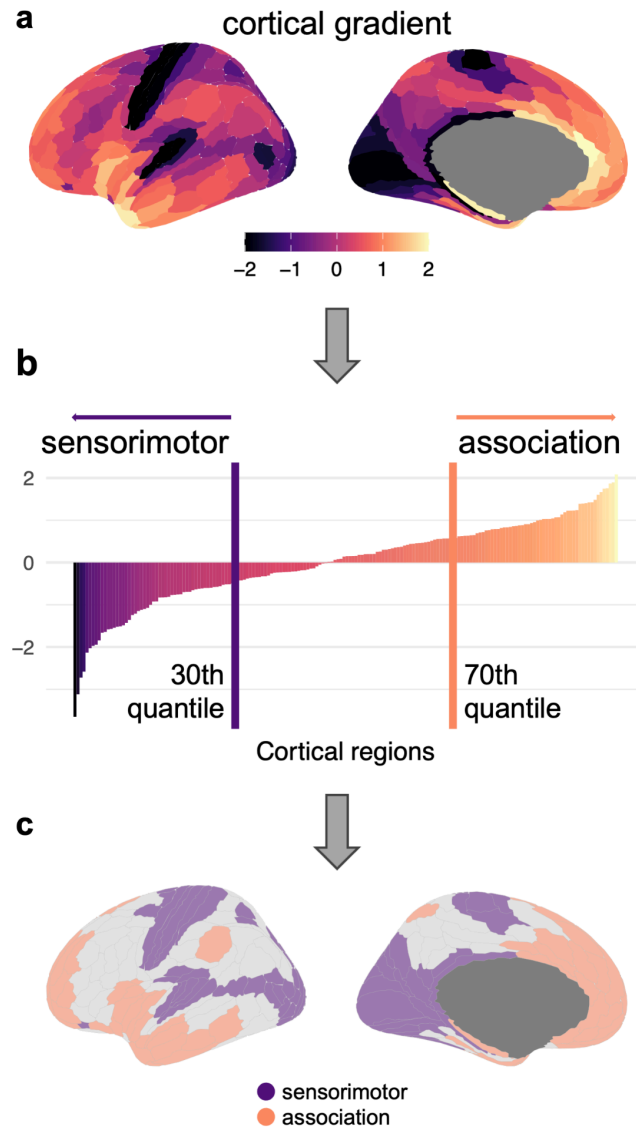 a
cortical gradient
−2 −1 0 1 2
b
sensorimotor association
2
0
−2
30th 70th
quantile quantile
Cortical regions
c
sensorimotor
association